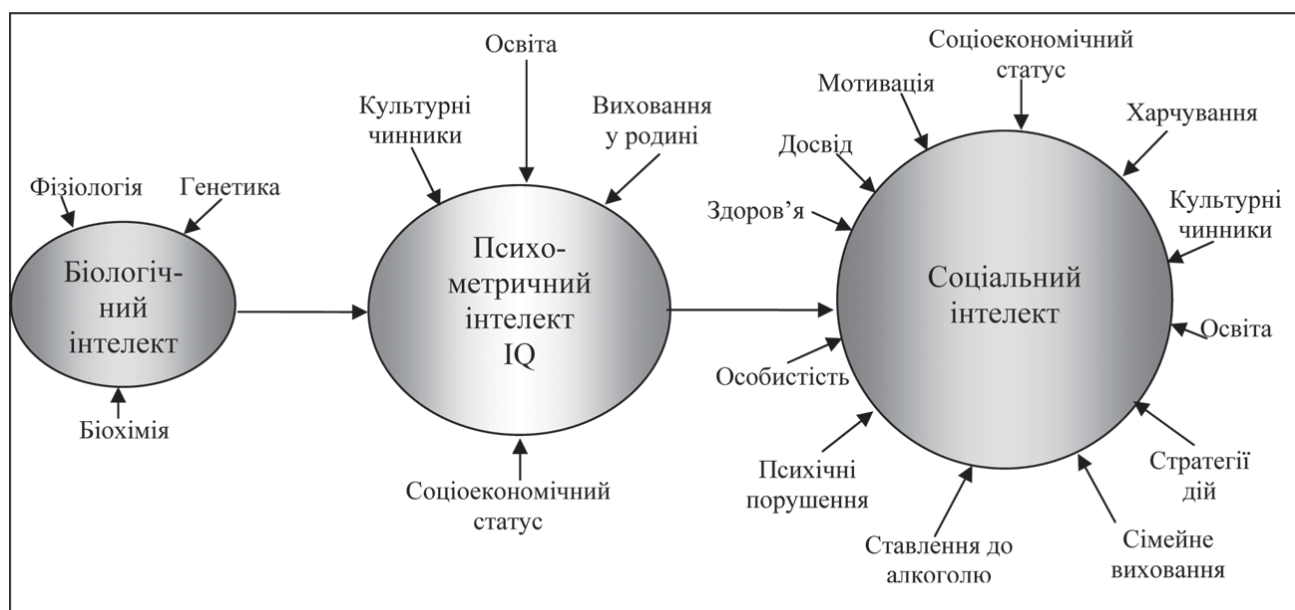 Фізіологія
Генетика
Біологіч-
ний
інтелект
Біохімія
Освіта
Культурні
чинники
Виховання
у родині
Психо-
метричний
інтелект
IQ
Соціоекономічний
статус
Соціоекономічний
статус
Мотивація
Харчування
Досвід
Культурні
чинники
Здоров’я
Соціальний
інтелект
Освіта
Особистість
Психічні
порушення
Стратегії
дій
Ставлення до
алкоголю
Сімейне
виховання